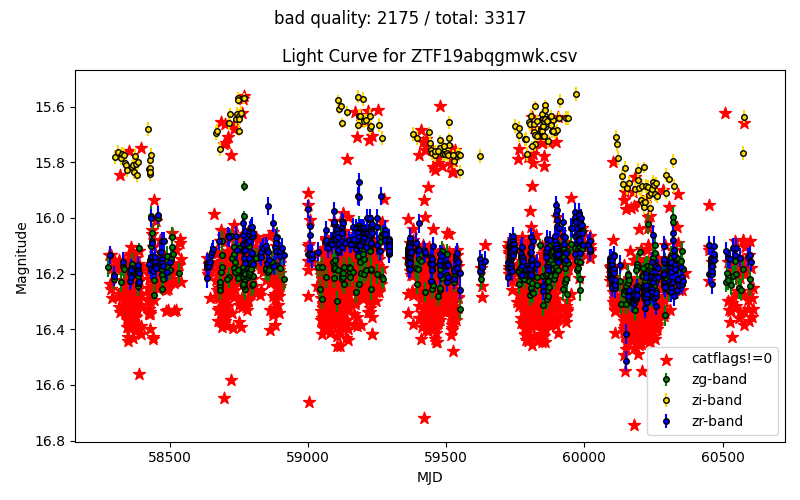 bad quality: 2175 / total: 3317
Light Curve for ZTF19abqgmwk.csv
15.6
15.8
16.0
16.2
16.4
16.6
16.8
Magnitude
58500
59000
59500
60000
60500
MJD
catflags!=0
zg-band
zi-band
zr-band